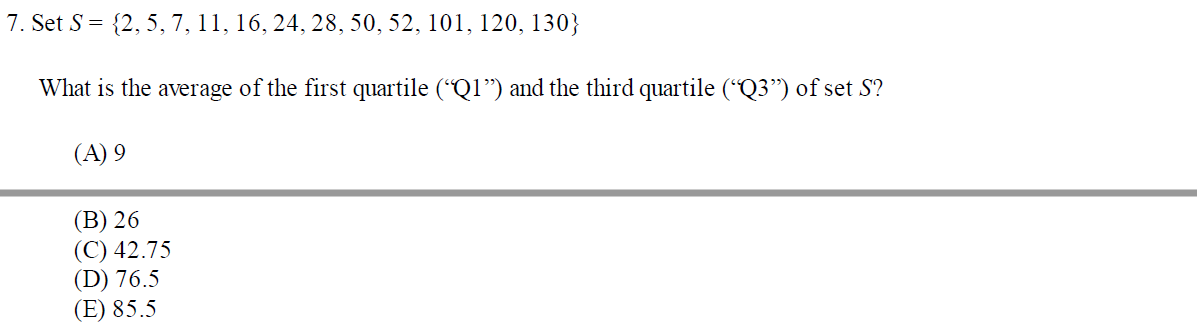 7. Set S = {2, 5, 7, 11, 16, 24, 28, 50, 52, 101, 120, 130}
What is the average of the first quartile (“Q1”) and the third quartile (“Q3”) of set S?
(A) 9
(B) 26
(C) 42.75
(D) 76.5
(E) 85.5